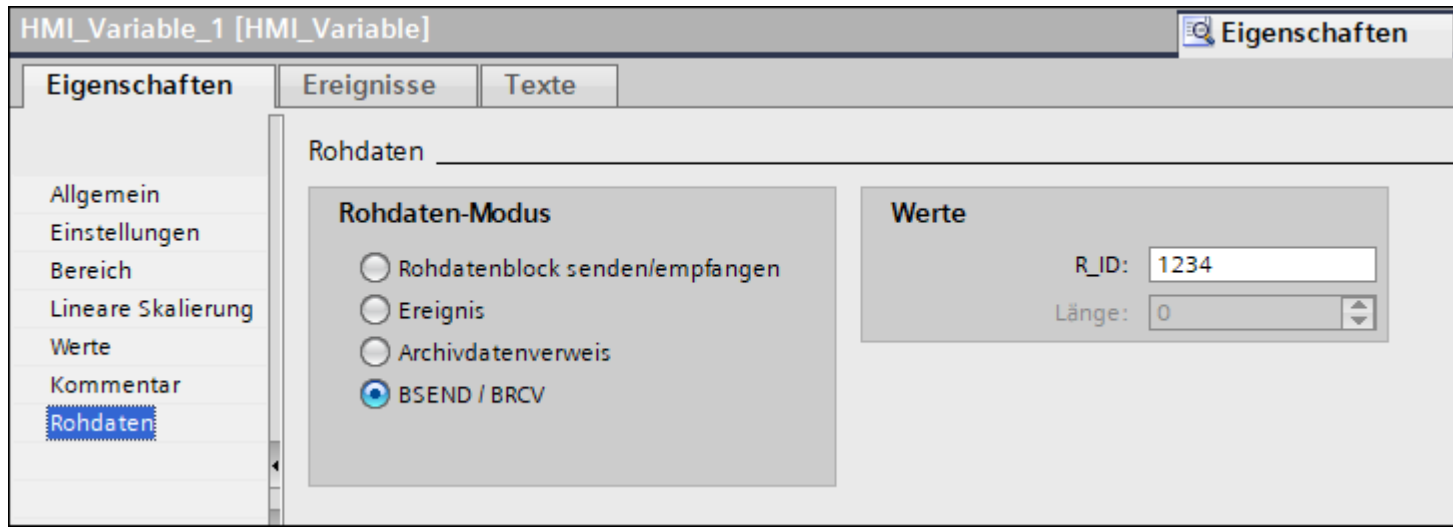 HMI_Variable_1 [HMI_Variable]
Eigenschaften
Eigenschaften
Ereignisse
Texte
Allgemein
Einstellungen
Bereich
Lineare Skalierung
Werte
Kommentar
Rohdaten
Rohdaten
Rohdaten-Modus
Rohdatenblock senden/empfangen
Ereignis
Archivdatenverweis
BSEND / BRCV
Werte
R_ID: 1234
Länge: 0